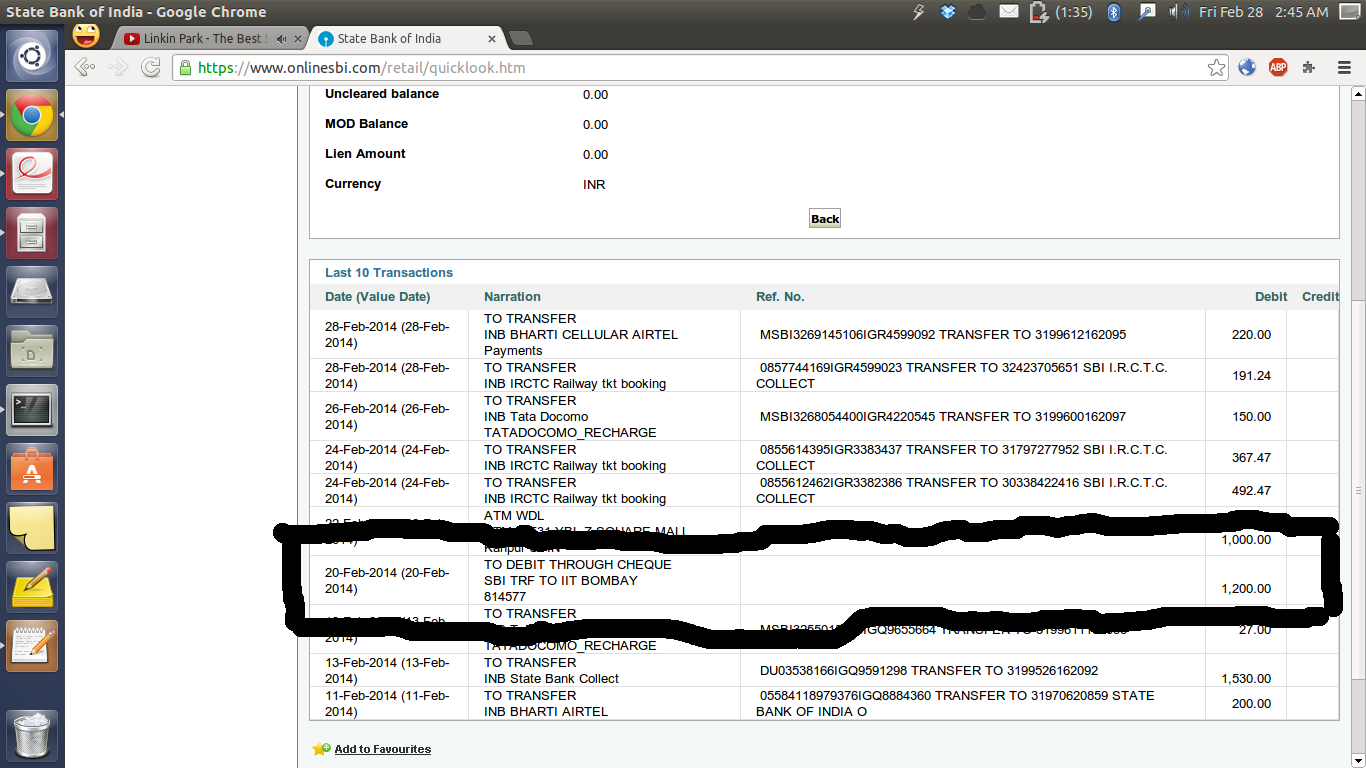 State Bank of India - Google Chrome
(1:35)
Fri Feb 28 2:45 AM
Linkin Park - The Best
State Bank of India
https://www.onlinesbi.com/retail/quicklook.htm
ABP
Uncleared balance 0.00
MOD Balance 0.00
Lien Amount 0.00
Currency INR
Back
Last 10 Transactions
Date (Value Date) Narration Ref. No. Debit Credit
28-Feb-2014 (28-Feb-
2014)
TO TRANSFER
INB BHARTI CELLULAR AIRTEL
Payments
MSBI3269145106IGR4599092 TRANSFER TO 3199612162095
220.00
28-Feb-2014 (28-Feb-
2014)
TO TRANSFER
INB IRCTC Railway tkt booking
0857744169IGR4599023 TRANSFER TO 32423705651 SBI I.R.C.T.C.
COLLECT
191.24
26-Feb-2014 (26-Feb-
2014)
TO TRANSFER
INB Tata Docomo
TATADOCOMO_RECHARGE
MSBI3268054400IGR4220545 TRANSFER TO 3199600162097
150.00
24-Feb-2014 (24-Feb-
2014)
TO TRANSFER
INB IRCTC Railway tkt booking
0855614395IGR3383437 TRANSFER TO 31797277952 SBI I.R.C.T.C.
COLLECT
367.47
24-Feb-2014 (24-Feb-
2014)
TO TRANSFER
INB IRCTC Railway tkt booking
0855612462IGR3382386 TRANSFER TO 30338422416 SBI I.R.C.T.C.
COLLECT
492.47
2014)
ATM WDL
SQUARE MALL
Kanpur
1,000.00
20-Feb-2014 (20-Feb-
2014)
TO DEBIT THROUGH CHEQUE
SBI TRF TO IIT BOMBAY
814577
1,200.00
2014)
TO TRANSFER
TATADOCOMO_RECHARGE
TRANSFER TO
27.00
13-Feb-2014 (13-Feb-
2014)
TO TRANSFER
INB State Bank Collect
DU03538166IGQ9591298 TRANSFER TO 3199526162092
1,530.00
11-Feb-2014 (11-Feb-
2014)
TO TRANSFER
INB BHARTI AIRTEL
05584118979376IGQ8884360 TRANSFER TO 31970620859 STATE
BANK OF INDIA O
200.00
Add to Favourites